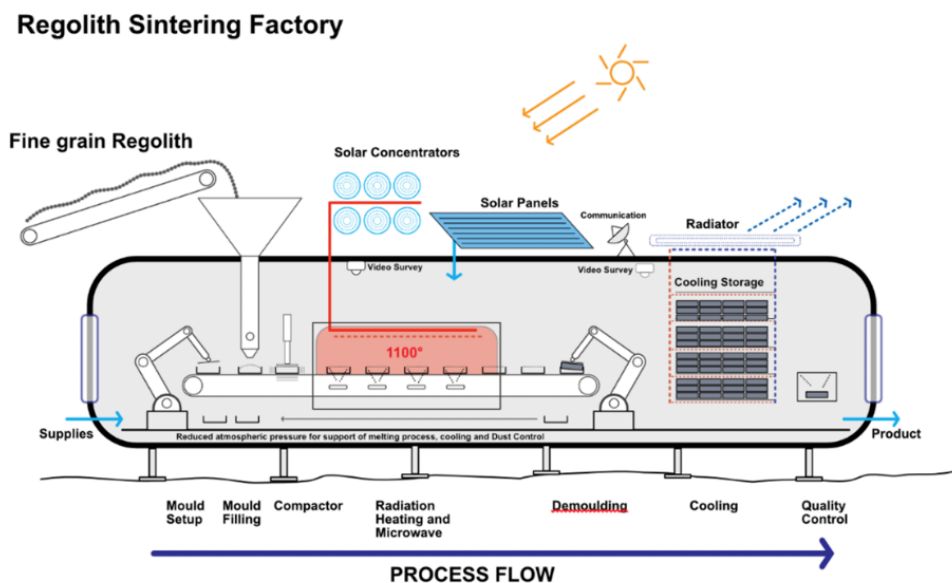 Regolith Sintering Factory
Fine grain Regolith
Solar Concentrators
Solar Panels
Communication
Radiator
Video Survey
Video Survey
Cooling Storage
1100°
Supplies
Product
Reduced atmospheric pressure for support of melting process, cooling and Dust Control
Mould
Setup
Mould
Filling
Compactor
Radiation
Heating and
Microwave
Demoulding
Cooling
Quality
Control
PROCESS FLOW